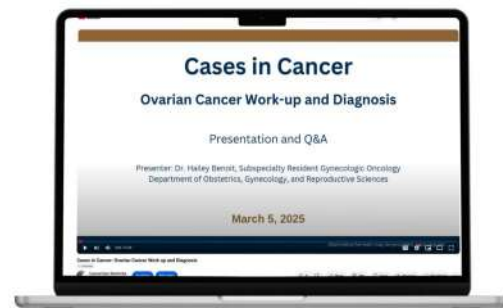 Cases in Cancer
Ovarian Cancer Work-up and Diagnosis
Presentation and Q&A
Presenter: Dr. Hailey Benoit, Subspecialty Resident Gynecologic Oncology
Department of Obstetrics, Gynecology, and Reproductive Sciences
March 5, 2025
Cases in Cancer: Ovarian Cancer Work up and Diagnosis